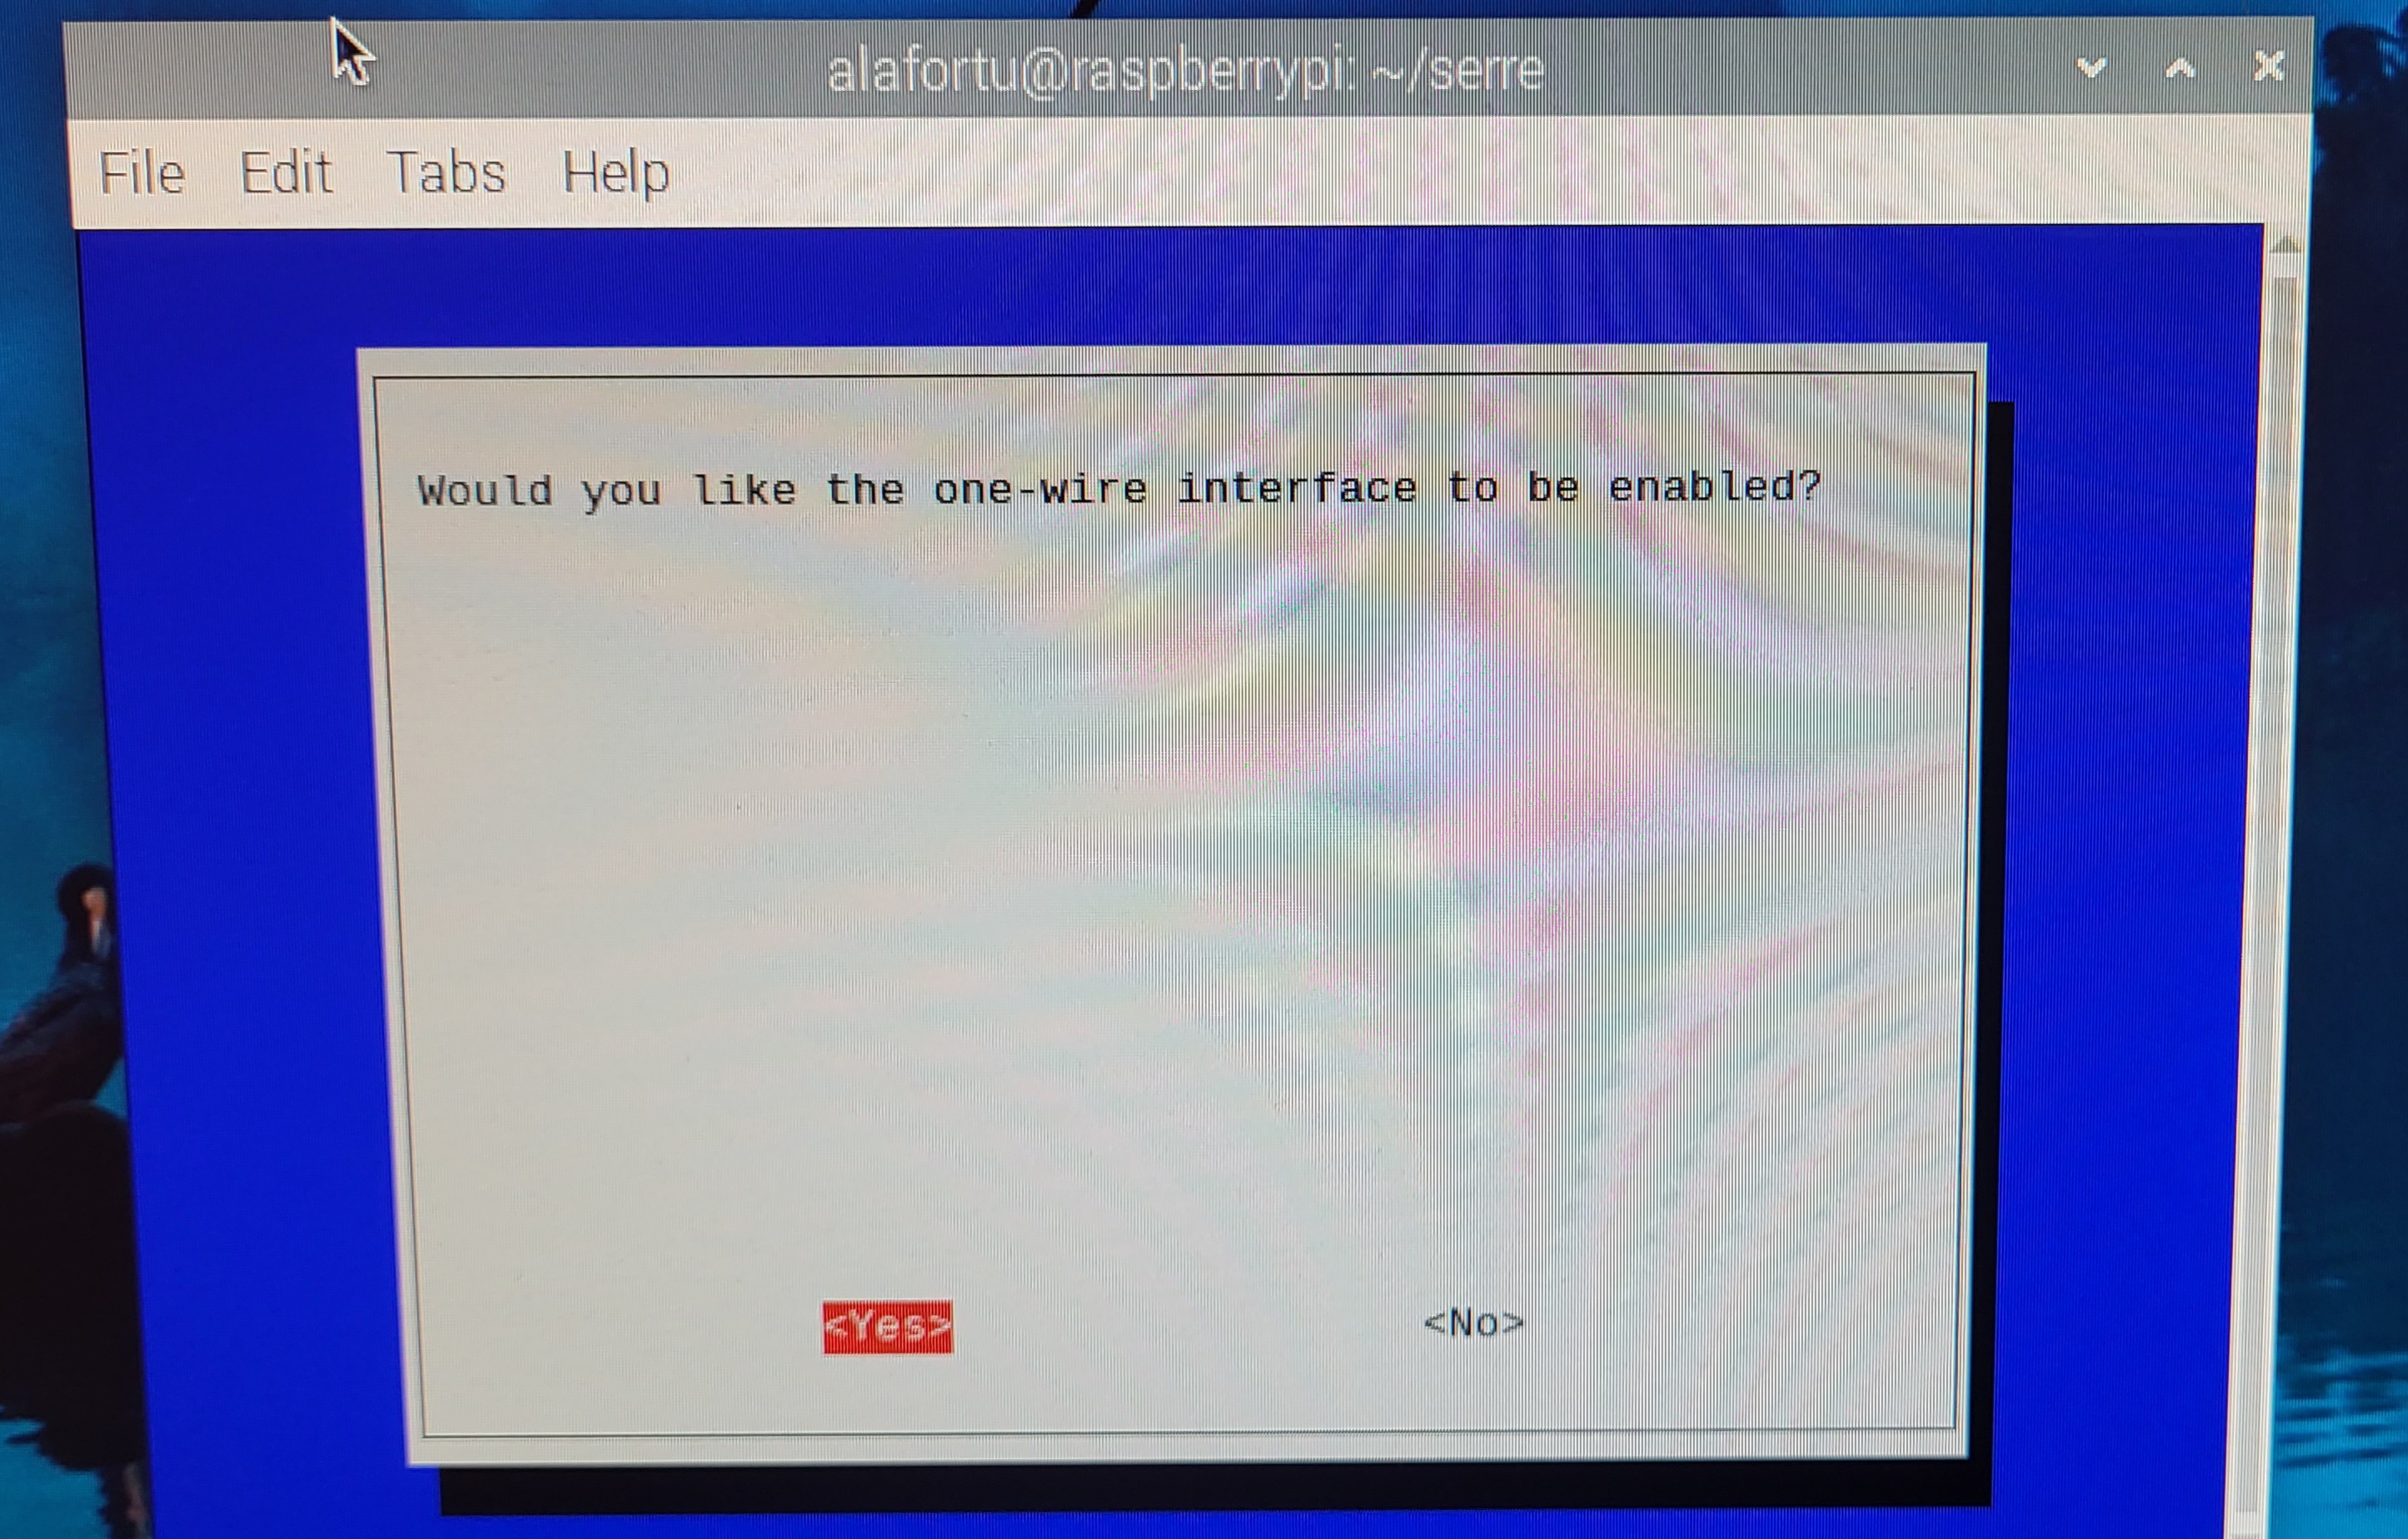 alafortu@raspberrypi: ~/serre
File Edit Tabs Help
Would you like the one-wire interface to be enabled?
<Yes> <No>